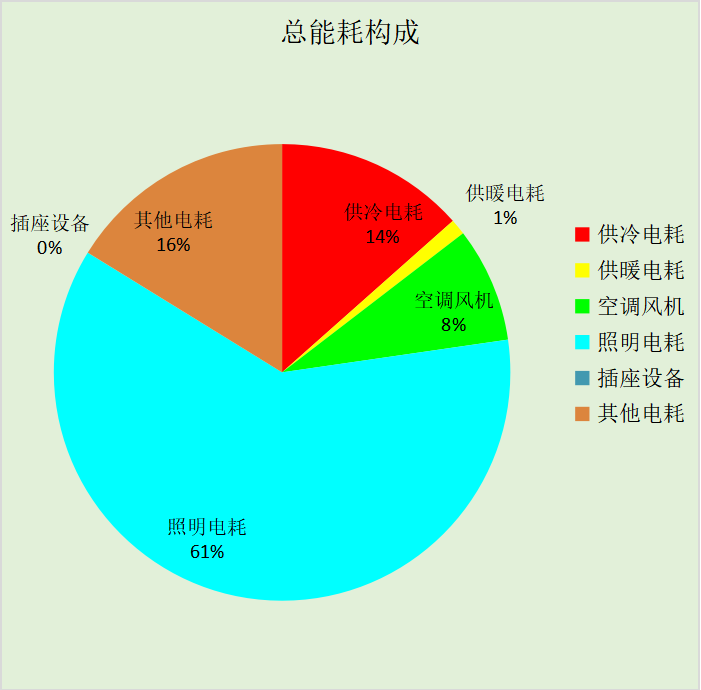 总能耗构成
供冷电耗
14%
供暖电耗
1%
空调风机
8%
照明电耗
61%
插座设备
0%
其他电耗
16%
供冷电耗
供暖电耗
空调风机
照明电耗
插座设备
其他电耗